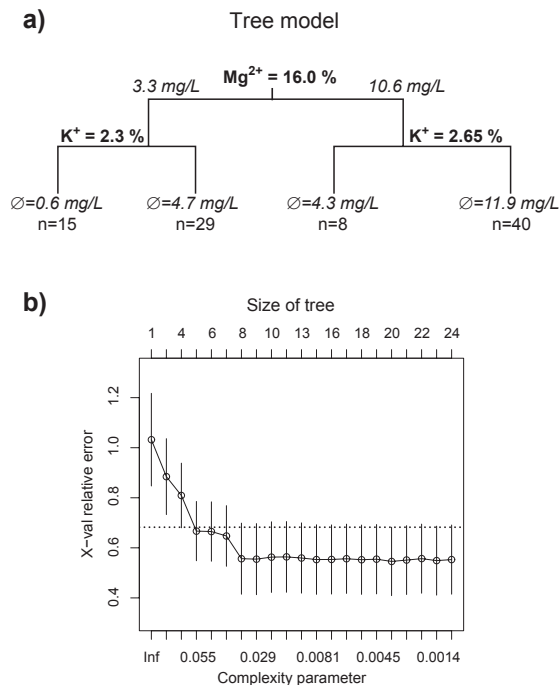 a)
Tree model
Mg2+ = 16.0 %
3.3 mg/L 10.6 mg/L
K+ = 2.3 % K+ = 2.65 %
∅=0.6 mg/L ∅=4.7 mg/L ∅=4.3 mg/L ∅=11.9 mg/L
n=15 n=29 n=8 n=40
b)
Size of tree
1 4 6 8 10 13 16 18 20 22 24
X−val relative error
1.2
1.0
0.8
0.6
0.4
Inf 0.055 0.029 0.0081 0.0045 0.0014
Complexity parameter